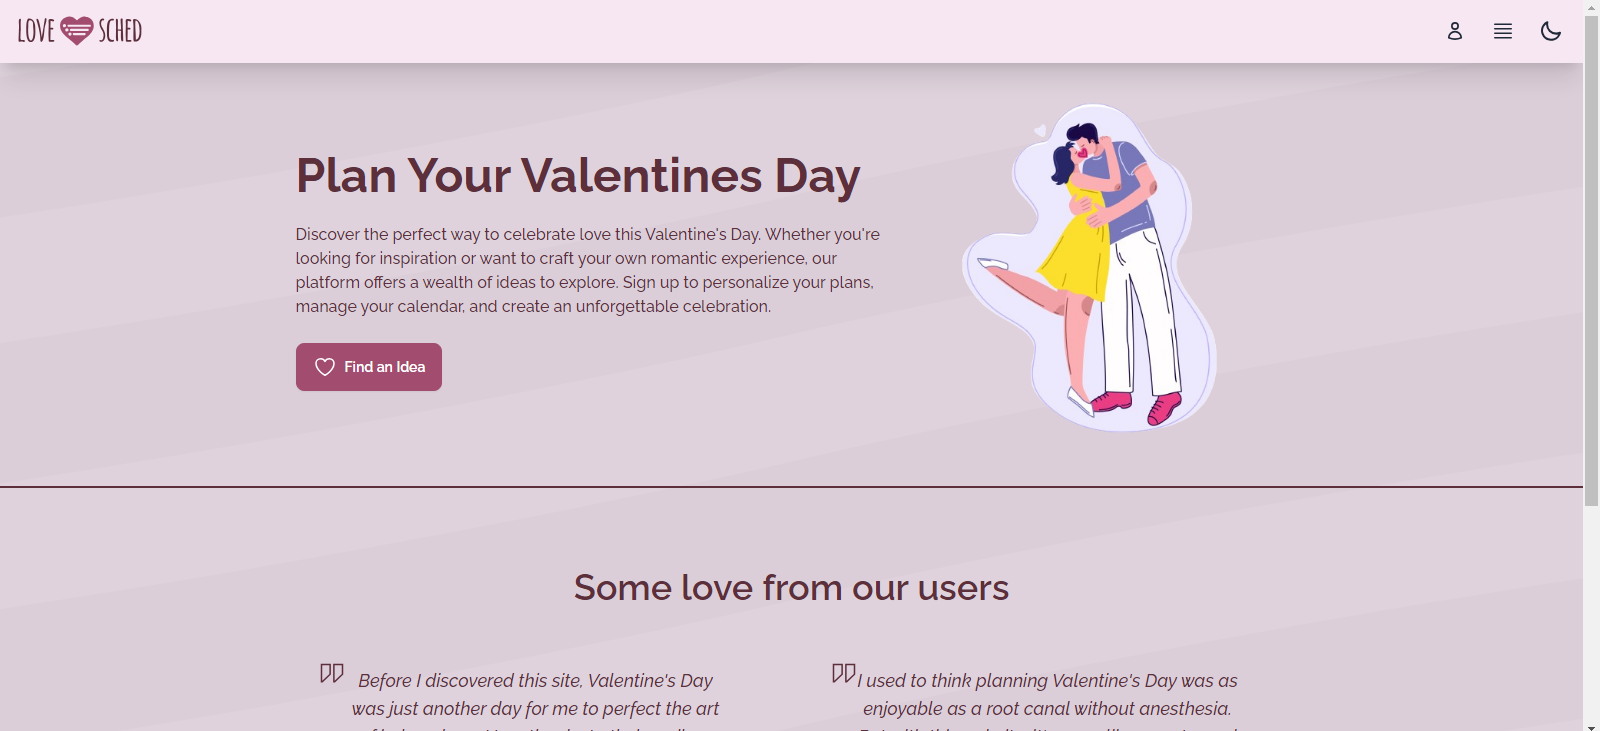 LOVE SCHED
Plan Your Valentines Day
Discover the perfect way to celebrate love this Valentine's Day. Whether you're
looking for inspiration or want to craft your own romantic experience, our
platform offers a wealth of ideas to explore. Sign up to personalize your plans,
manage your calendar, and create an unforgettable celebration.
Find an Idea
Some love from our users
Before I discovered this site, Valentine's Day
was just another day for me to perfect the art
I used to think planning Valentine's Day was as
enjoyable as a root canal without anesthesia.